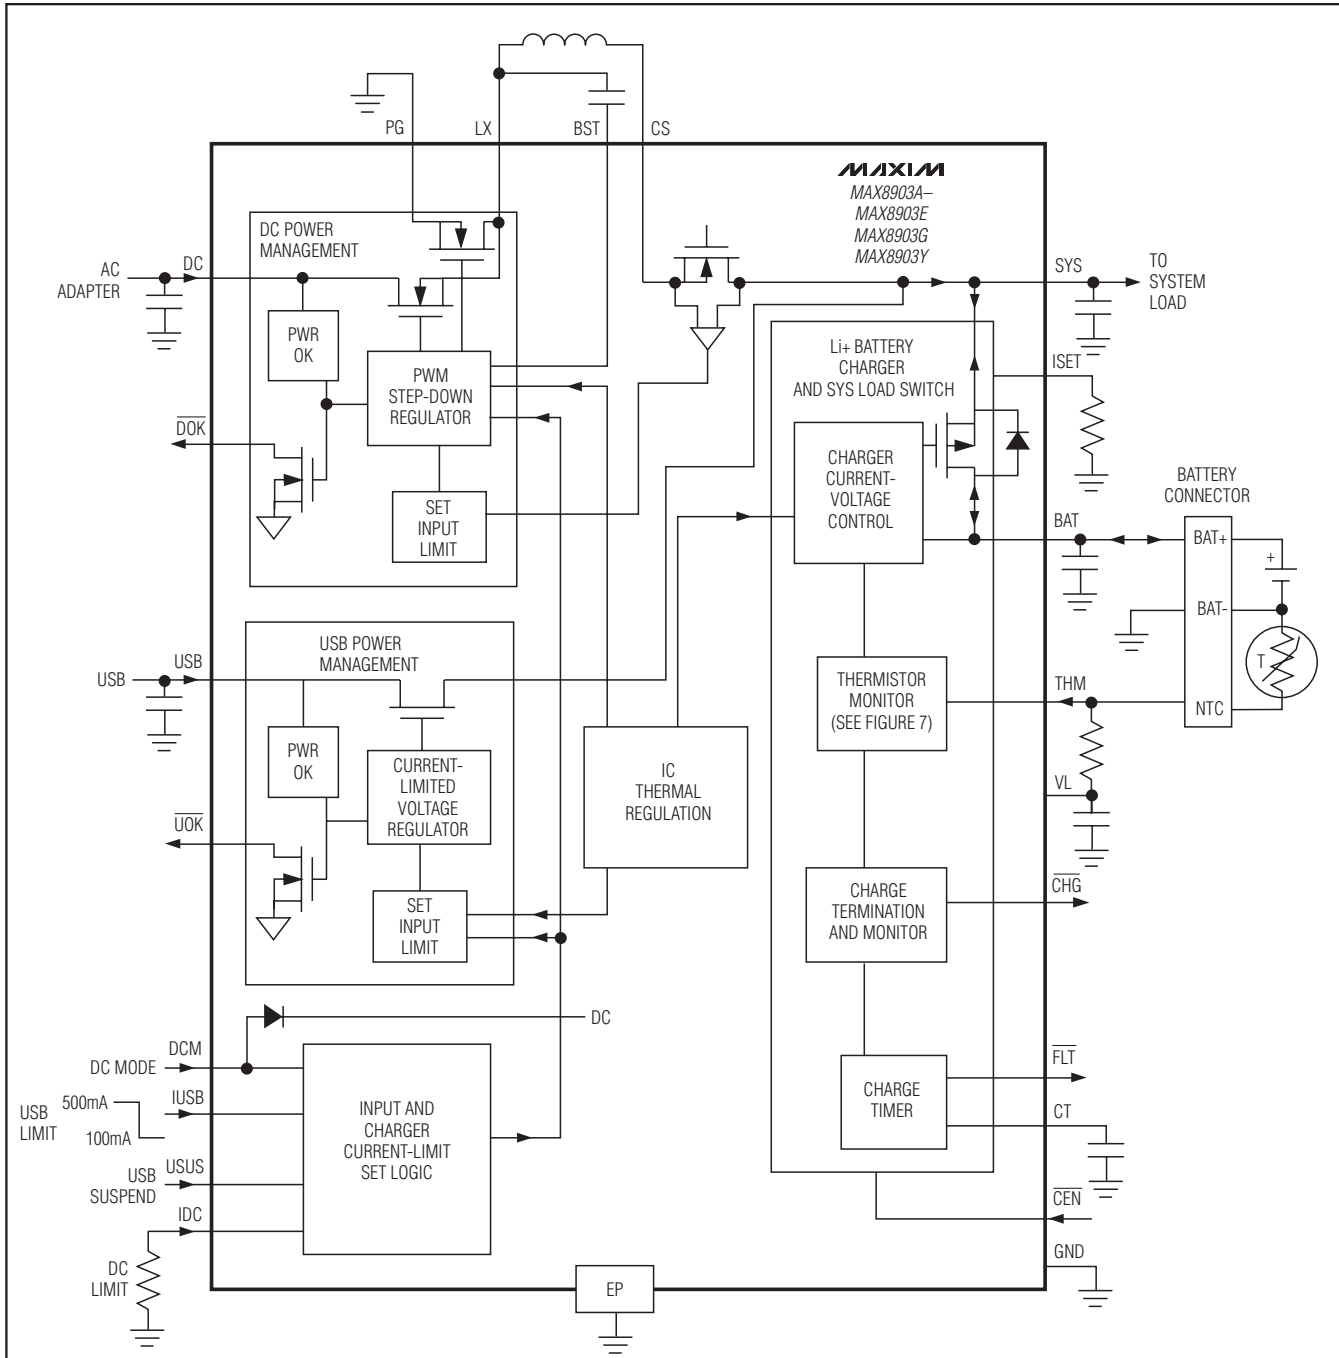 PG
LX
BST
CS
MAXIM
MAX8903A–
MAX8903E
MAX8903G
MAX8903Y
DC POWER
MANAGEMENT
AC
ADAPTER
DC
PWR
OK
PWM
STEP-DOWN
REGULATOR
DOK
SET
INPUT
LIMIT
SYS
TO
SYSTEM
LOAD
Li+ BATTERY
CHARGER
AND SYS LOAD SWITCH
ISET
CHARGER
CURRENT-
VOLTAGE
CONTROL
BATTERY
CONNECTOR
BAT
BAT+
+
BAT-
T
NTC
USB POWER
MANAGEMENT
USB
USB
PWR
OK
CURRENT-
LIMITED
VOLTAGE
REGULATOR
UOK
SET
INPUT
LIMIT
IC
THERMAL
REGULATION
THERMISTOR
MONITOR
(SEE FIGURE 7)
THM
VL
CHARGE
TERMINATION
AND MONITOR
CHG
DC
DCM
DC MODE
USB
LIMIT
500mA
100mA
IUSB
USUS
USB
SUSPEND
IDC
DC
LIMIT
INPUT AND
CHARGER
CURRENT-LIMIT
SET LOGIC
CHARGE
TIMER
FLT
CT
CEN
GND
EP